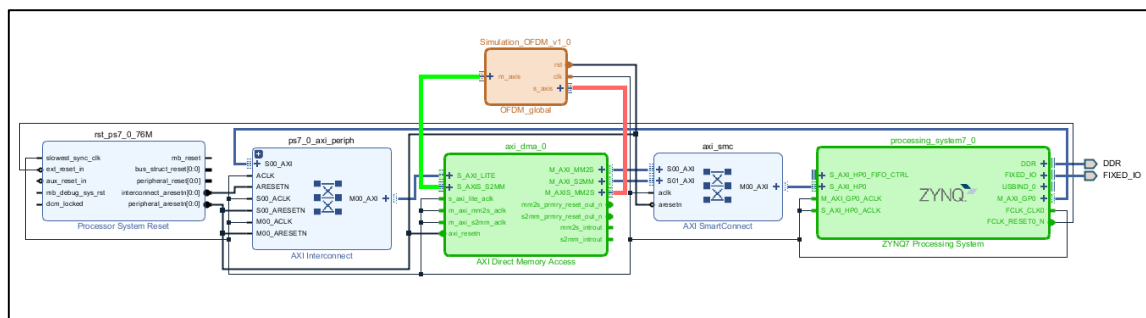 Simulation_OFDM_v1_0
m_axis
rst
clk
s_axis
OFDM_global
rst_ps7_0_76M
slowest_sync_clk
ext_reset_in
aux_reset_in
mb_debug_sys_rst
dcm_locked
mb_reset
bus_struct_reset[0:0]
peripheral_reset[0:0]
interconnect_aresetn[0:0]
peripheral_aresetn[0:0]
Processor System Reset
ps7_0_axi_periph
S00_AXI
ACLK
ARESETN
S00_ACLK
S00_ARESETN
M00_ACLK
M00_ARESETN
M00_AXI
AXI Interconnect
axi_dma_0
S_AXI_LITE
S_AXIS_S2MM
s_axi_lite_aclk
m_axi_mm2s_aclk
m_axi_s2mm_aclk
axi_resetn
M_AXI_MM2S
M_AXI_S2MM
M_AXIS_MM2S
mm2s_prmry_reset_out_n
s2mm_prmry_reset_out_n
mm2s_introut
s2mm_introut
AXI Direct Memory Access
axi_smc
S00_AXI
S01_AXI
aclk
aresetn
M00_AXI
AXI SmartConnect
processing_system7_0
S_AXI_HP0_FIFO_CTRL
S_AXI_HP0
M_AXI_GP0_ACLK
S_AXI_HP0_ACLK
ZYNQ
DDR
FIXED_IO
USBIND_0
M_AXI_GP0
FCLK_CLK0
FCLK_RESET0_N
ZYNQ7 Processing System
DDR
FIXED_IO